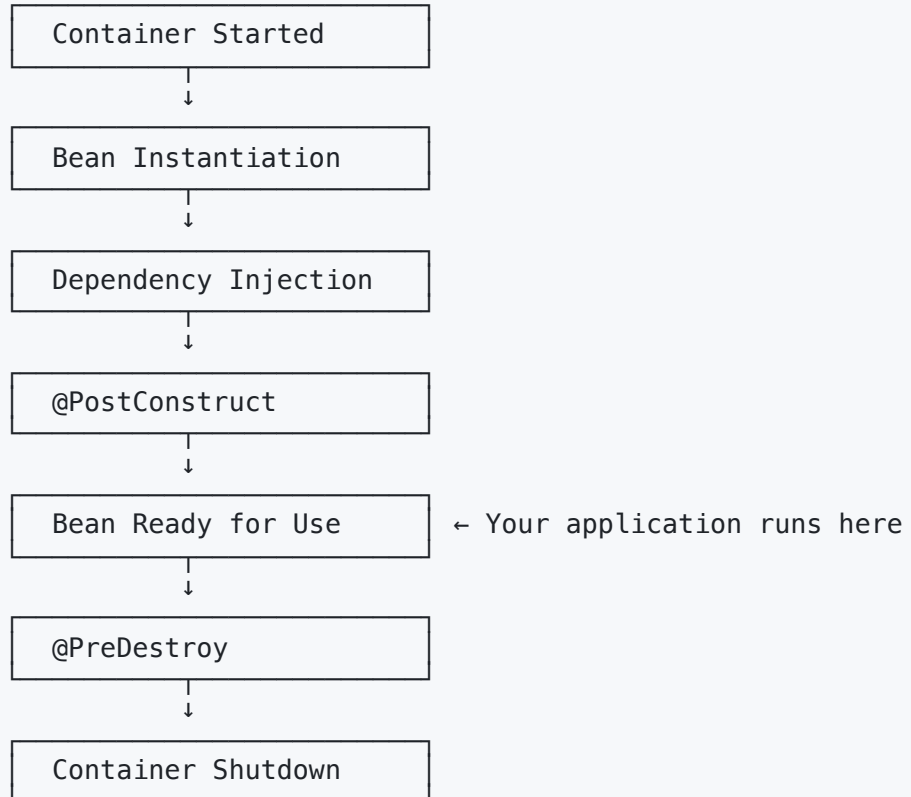 Container Started
↓
Bean Instantiation
↓
Dependency Injection
↓
@PostConstruct
↓
Bean Ready for Use ← Your application runs here
↓
@PreDestroy
↓
Container Shutdown